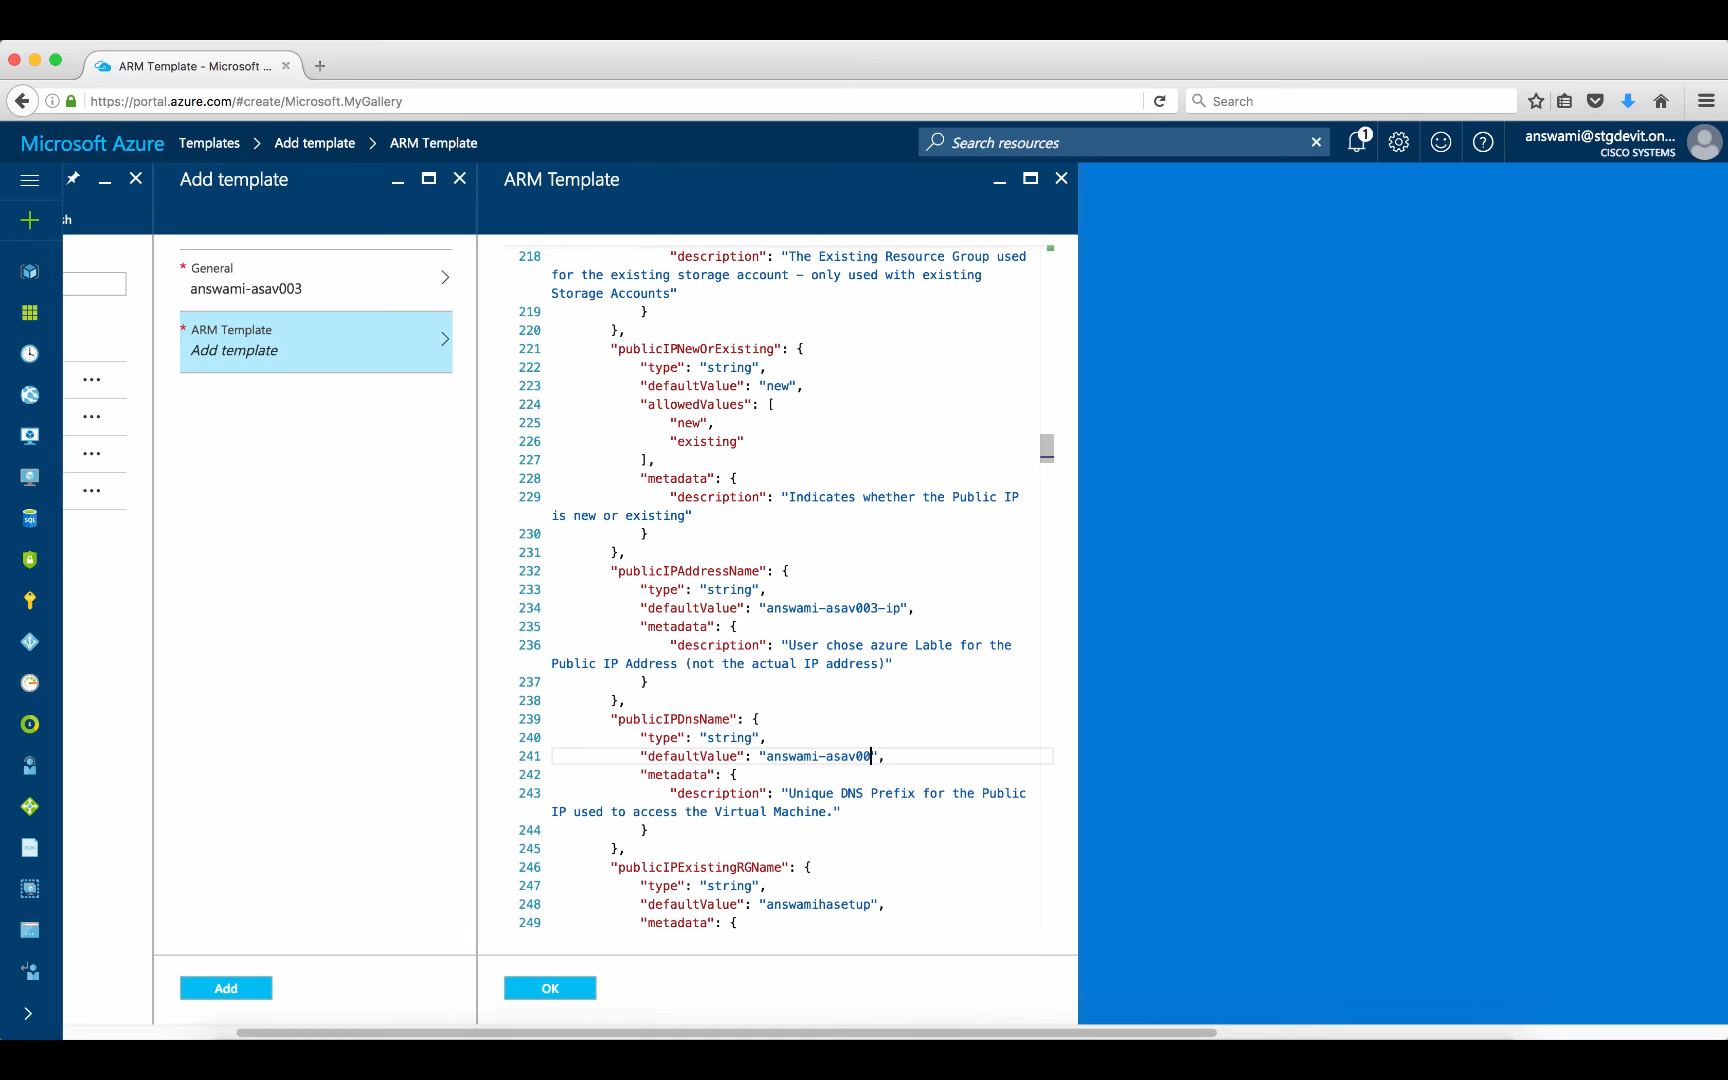 ARM Template - Microsoft ...
https://portal.azure.com/#create/Microsoft.MyGallery
Search
Microsoft Azure
Templates > Add template > ARM Template
Search resources
1
answami@stgdevit.on...
CISCO SYSTEMS
sh
Add template
* General
answami-asav003
* ARM Template
Add template
SQL
Add
ARM Template
218 "description": "The Existing Resource Group used
for the existing storage account – only used with existing
Storage Accounts"
219 }
220 },
221 "publicIPNewOrExisting": {
222 "type": "string",
223 "defaultValue": "new",
224 "allowedValues": [
225 "new",
226 "existing"
227 ],
228 "metadata": {
229 "description": "Indicates whether the Public IP
is new or existing"
230 }
231 },
232 "publicIPAddressName": {
233 "type": "string",
234 "defaultValue": "answami-asav003-ip",
235 "metadata": {
236 "description": "User chose azure Lable for the
Public IP Address (not the actual IP address)"
237 }
238 },
239 "publicIPDnsName": {
240 "type": "string",
241 "defaultValue": "answami-asav00",
242 "metadata": {
243 "description": "Unique DNS Prefix for the Public
IP used to access the Virtual Machine."
244 }
245 },
246 "publicIPExistingRGName": {
247 "type": "string",
248 "defaultValue": "answamihasetup",
249 "metadata": {
OK